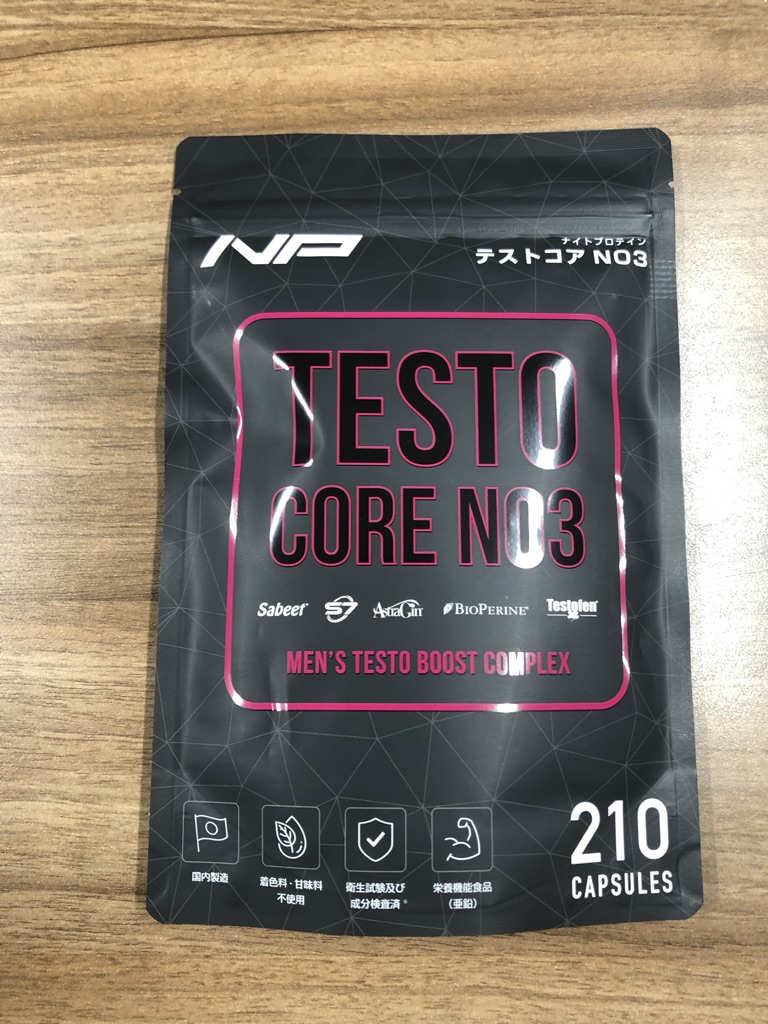 NP
ナイトプロテイン
テストコア NO3
TESTO
CORE NO3
Sabeet® S7 AstraGin BIOPERINE® Testofen®
MEN'S TESTO BOOST COMPLEX
国内製造
着色料・甘味料
不使用
衛生試験及び
成分検査済※
栄養機能食品
(亜鉛)
210
CAPSULES